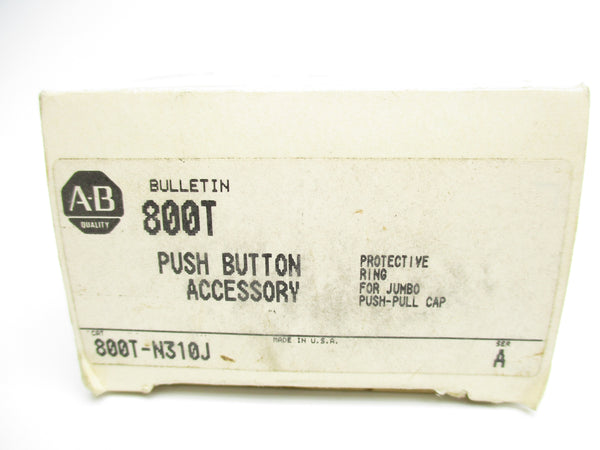 A-B
QUALITY
BULLETIN
800T
PUSH BUTTON
ACCESSORY
PROTECTIVE
RING
FOR JUMBO
PUSH-PULL CAP
CAT
800T-N310J
MADE IN U.S.A.
SER
A